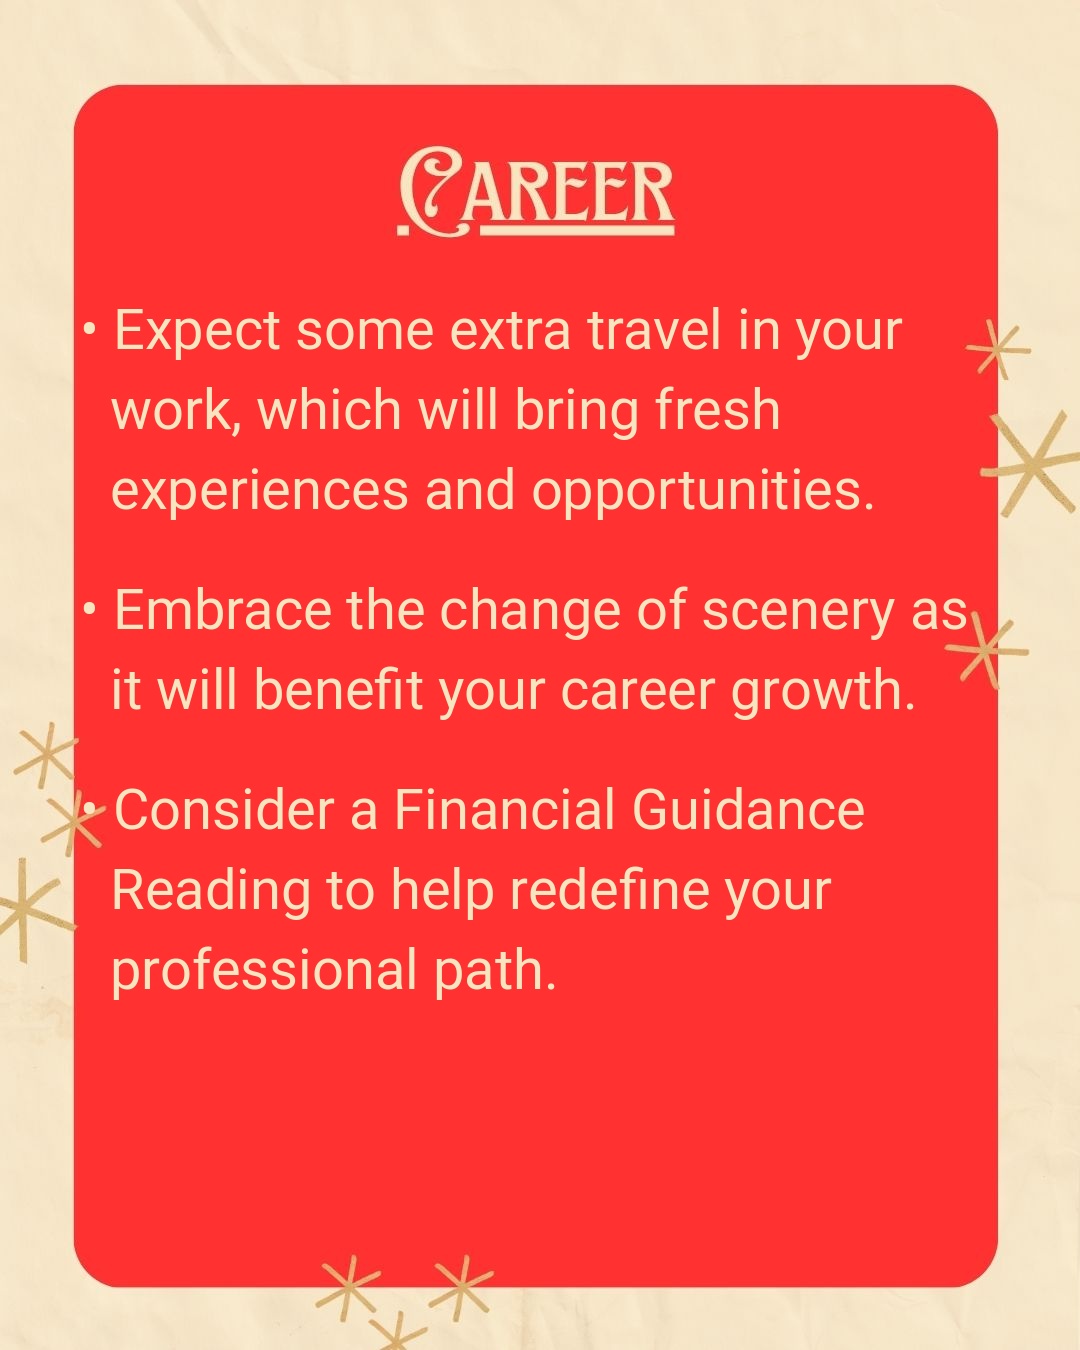 Career
• Expect some extra travel in your
work, which will bring fresh
experiences and opportunities.
• Embrace the change of scenery as
it will benefit your career growth.
• Consider a Financial Guidance
Reading to help redefine your
professional path.